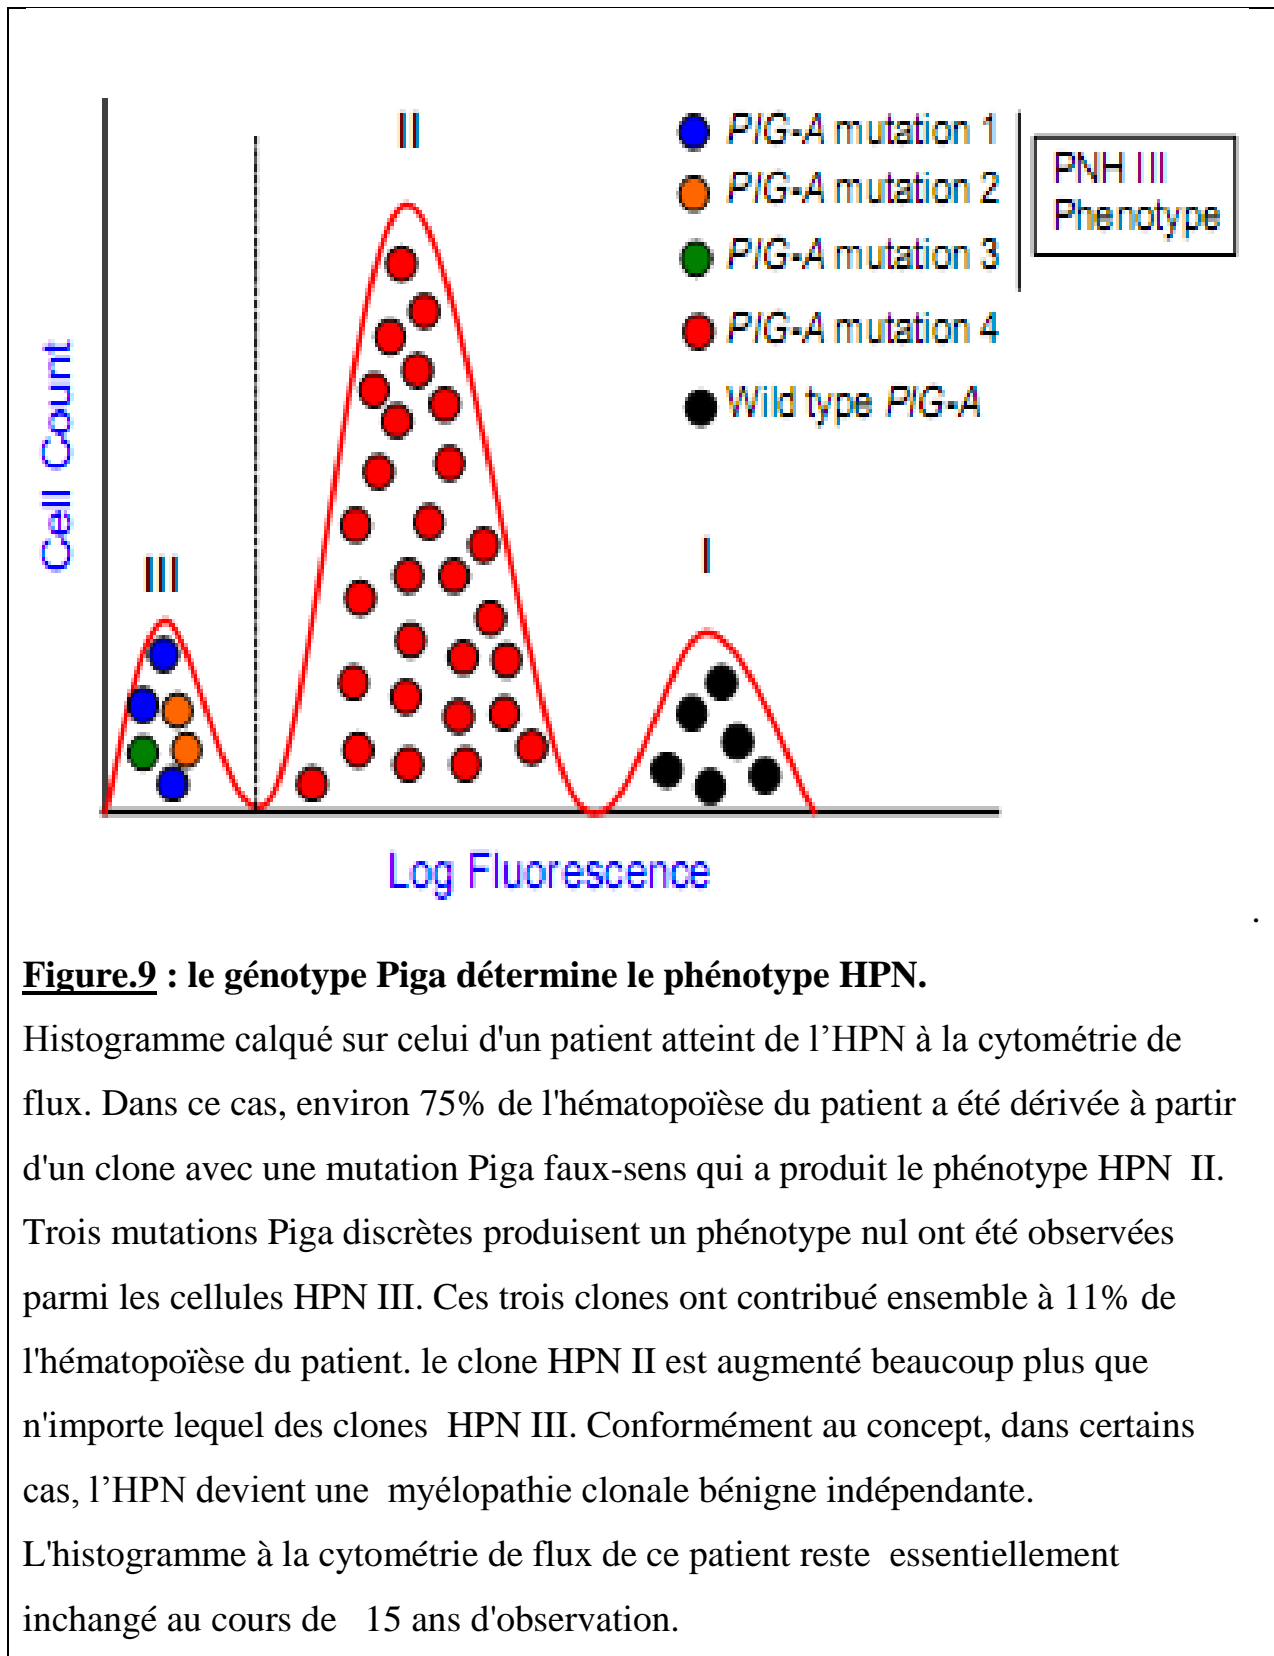 II
PIG-A mutation 1
PIG-A mutation 2
PIG-A mutation 3
PIG-A mutation 4
Wild type PIG-A
PNH III
Phenotype
Cell Count
III
I
Log Fluorescence
.
Figure.9 : le génotype Piga détermine le phénotype HPN.
Histogramme calqué sur celui d'un patient atteint de l’HPN à la cytométrie de
flux. Dans ce cas, environ 75% de l'hématopoïèse du patient a été dérivée à partir
d'un clone avec une mutation Piga faux-sens qui a produit le phénotype HPN II.
Trois mutations Piga discrètes produisent un phénotype nul ont été observées
parmi les cellules HPN III. Ces trois clones ont contribué ensemble à 11% de
l'hématopoïèse du patient. le clone HPN II est augmenté beaucoup plus que
n'importe lequel des clones HPN III. Conformément au concept, dans certains
cas, l’HPN devient une myélopathie clonale bénigne indépendante.
L'histogramme à la cytométrie de flux de ce patient reste essentiellement
inchangé au cours de 15 ans d'observation.